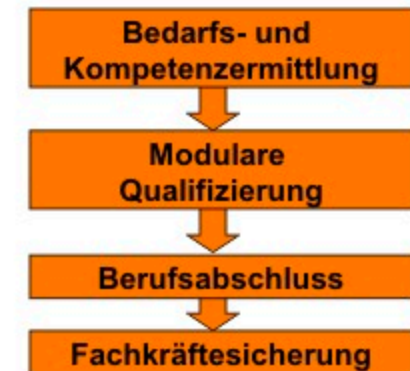 Bedarfs- und
Kompetenzermittlung
Modulare
Qualifizierung
Berufsabschluss
Fachkräftesicherung